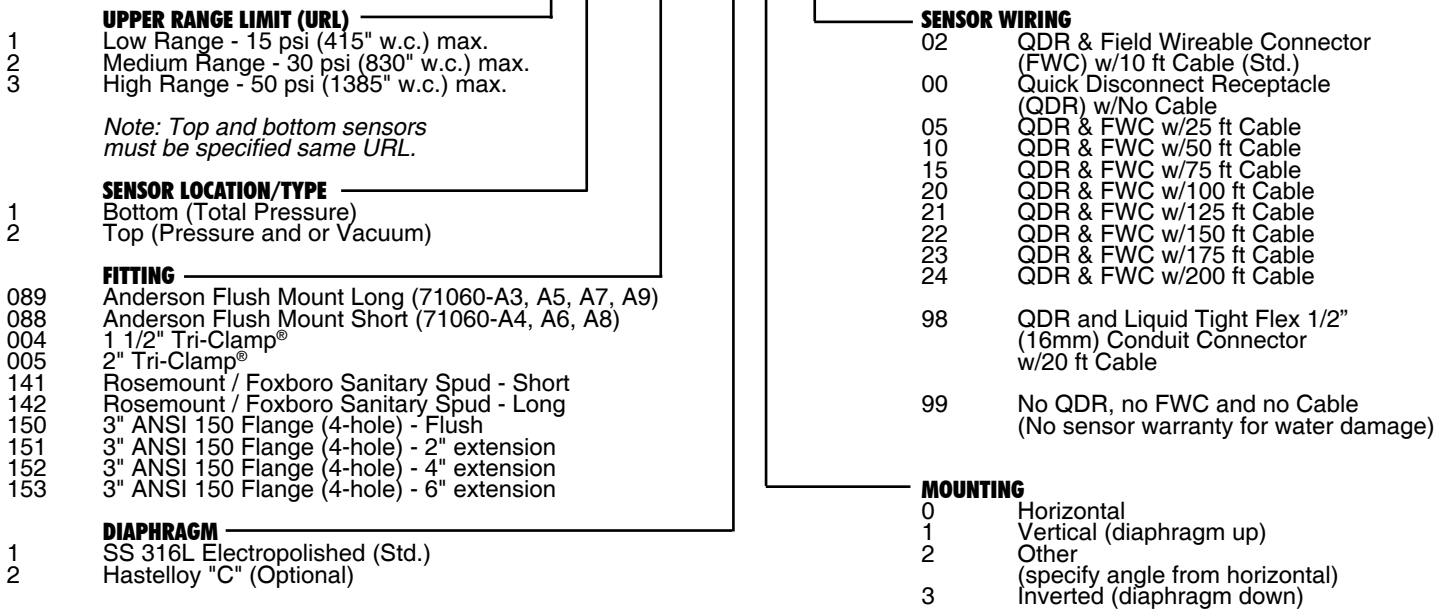 UPPER RANGE LIMIT (URL)
1 Low Range - 15 psi (415" w.c.) max.
2 Medium Range - 30 psi (830" w.c.) max.
3 High Range - 50 psi (1385" w.c.) max.
Note: Top and bottom sensors
must be specified same URL.
SENSOR LOCATION/TYPE
1 Bottom (Total Pressure)
2 Top (Pressure and or Vacuum)
FITTING
089 Anderson Flush Mount Long (71060-A3, A5, A7, A9)
088 Anderson Flush Mount Short (71060-A4, A6, A8)
004 1 1/2" Tri-Clamp®
005 2" Tri-Clamp®
141 Rosemount / Foxboro Sanitary Spud - Short
142 Rosemount / Foxboro Sanitary Spud - Long
150 3" ANSI 150 Flange (4-hole) - Flush
151 3" ANSI 150 Flange (4-hole) - 2" extension
152 3" ANSI 150 Flange (4-hole) - 4" extension
153 3" ANSI 150 Flange (4-hole) - 6" extension
DIAPHRAGM
1 SS 316L Electropolished (Std.)
2 Hastelloy "C" (Optional)
SENSOR WIRING
02 QDR & Field Wireable Connector
(FWC) w/10 ft Cable (Std.)
00 Quick Disconnect Receptacle
(QDR) w/No Cable
05 QDR & FWC w/25 ft Cable
10 QDR & FWC w/50 ft Cable
15 QDR & FWC w/75 ft Cable
20 QDR & FWC w/100 ft Cable
21 QDR & FWC w/125 ft Cable
22 QDR & FWC w/150 ft Cable
23 QDR & FWC w/175 ft Cable
24 QDR & FWC w/200 ft Cable
98 QDR and Liquid Tight Flex 1/2”
(16mm) Conduit Connector
w/20 ft Cable
99 No QDR, no FWC and no Cable
(No sensor warranty for water damage)
MOUNTING
0 Horizontal
1 Vertical (diaphragm up)
2 Other
(specify angle from horizontal)
3 Inverted (diaphragm down)